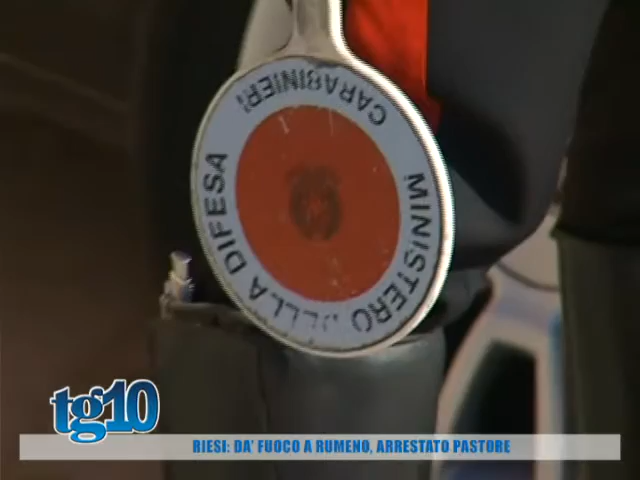 CARABINIERI
MINISTERO DELLA DIFESA
tg10
RIESI: DA' FUOCO A RUMENO, ARRESTATO PASTORE